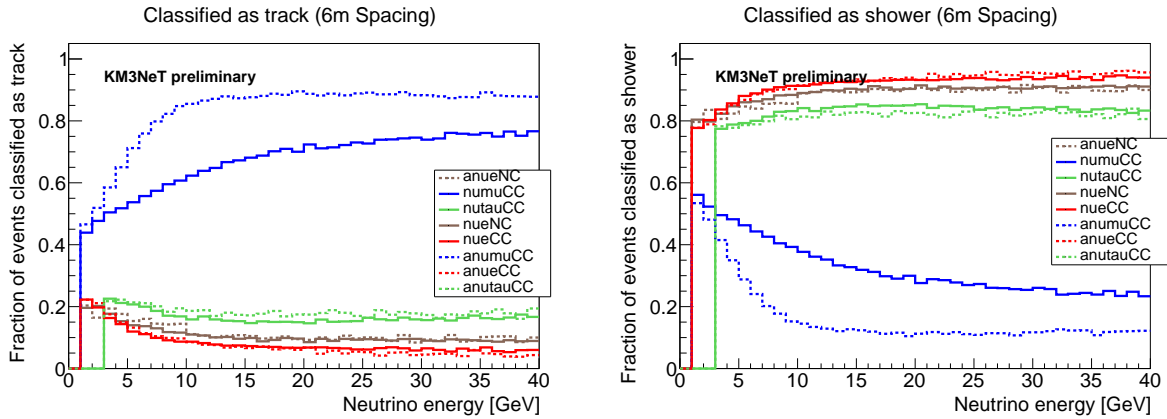 Classified as track (6m Spacing)
Fraction of events classified as track
1
0.8
0.6
0.4
0.2
0
KM3NeT preliminary
anueNC
numuCC
nutauCC
nueNC
nueCC
anumuCC
anueCC
anutauCC
0 5 10 15 20 25 30 35 40
Neutrino energy [GeV]
Classified as shower (6m Spacing)
Fraction of events classified as shower
1
0.8
0.6
0.4
0.2
0
KM3NeT preliminary
anueNC
numuCC
nutauCC
nueNC
nueCC
anumuCC
anueCC
anutauCC
0 5 10 15 20 25 30 35 40
Neutrino energy [GeV]